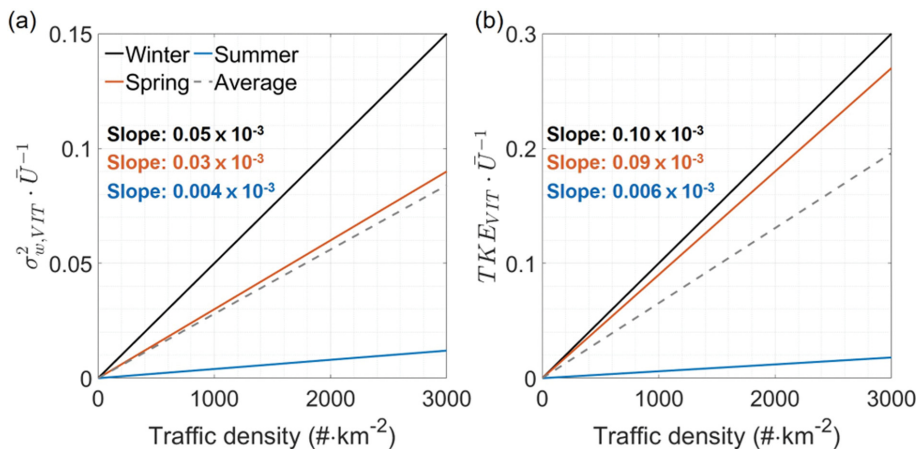 (a)
0.15
0.1
0.05
0
σ²w,VIT · Ū⁻¹
Winter Summer
Spring Average
Slope: 0.05 x 10⁻³
Slope: 0.03 x 10⁻³
Slope: 0.004 x 10⁻³
0 1000 2000 3000
Traffic density (#·km⁻²)
(b)
0.3
0.2
0.1
0
TKE_VIT · Ū⁻¹
Slope: 0.10 x 10⁻³
Slope: 0.09 x 10⁻³
Slope: 0.006 x 10⁻³
0 1000 2000 3000
Traffic density (#·km⁻²)